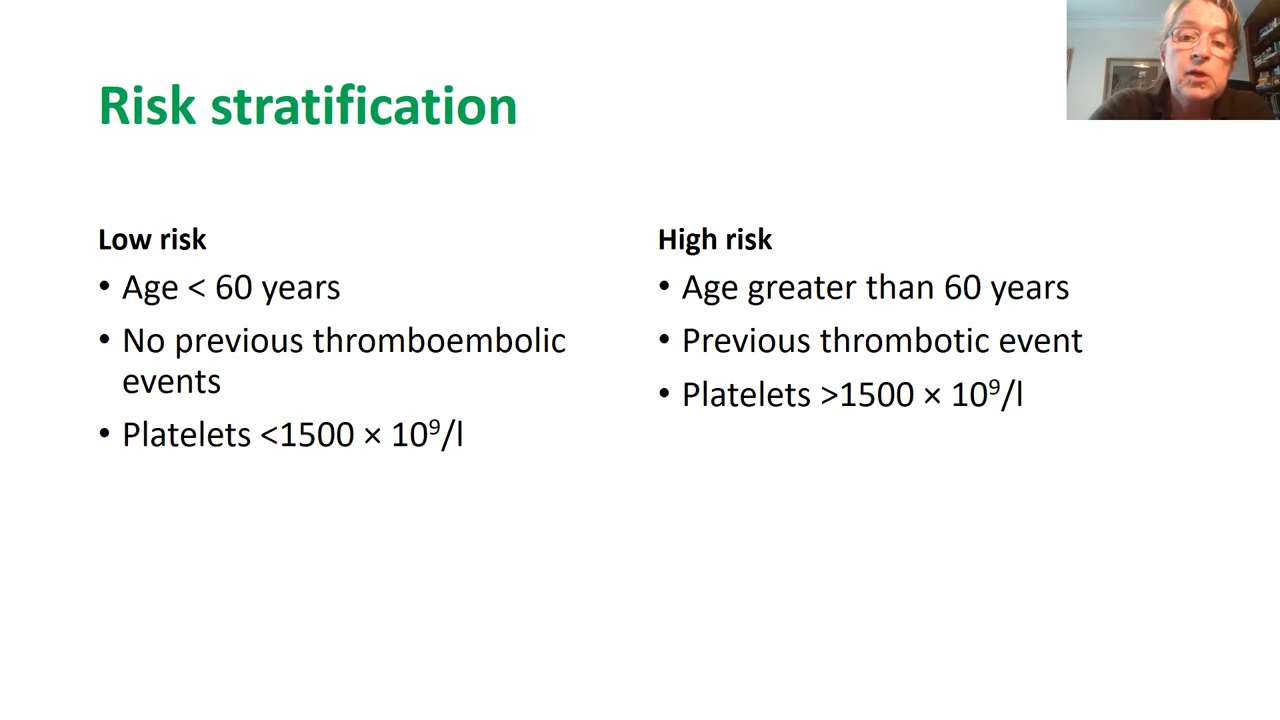 Risk stratification
Low risk
• Age < 60 years
• No previous thromboembolic
events
• Platelets <1500 × 10⁹/l
High risk
• Age greater than 60 years
• Previous thrombotic event
• Platelets >1500 × 10⁹/l